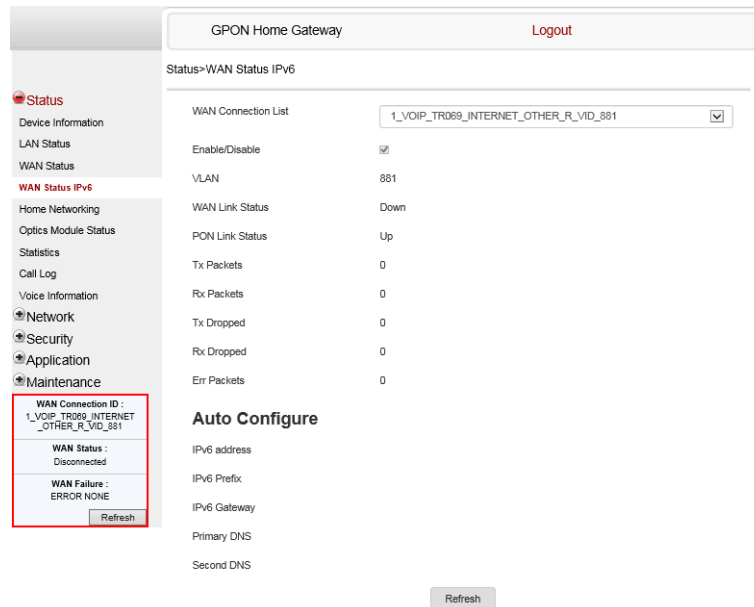 GPON Home Gateway
Logout
Status>WAN Status IPv6
Status
Device Information
LAN Status
WAN Status
WAN Status IPv6
Home Networking
Optics Module Status
Statistics
Call Log
Voice Information
Network
Security
Application
Maintenance
WAN Connection ID :
1_VOIP_TR069_INTERNET
_OTHER_R_VID_881
WAN Status :
Disconnected
WAN Failure :
ERROR NONE
Refresh
WAN Connection List 1_VOIP_TR069_INTERNET_OTHER_R_VID_881
Enable/Disable
VLAN 881
WAN Link Status Down
PON Link Status Up
Tx Packets 0
Rx Packets 0
Tx Dropped 0
Rx Dropped 0
Err Packets 0
Auto Configure
IPv6 address
IPv6 Prefix
IPv6 Gateway
Primary DNS
Second DNS
Refresh